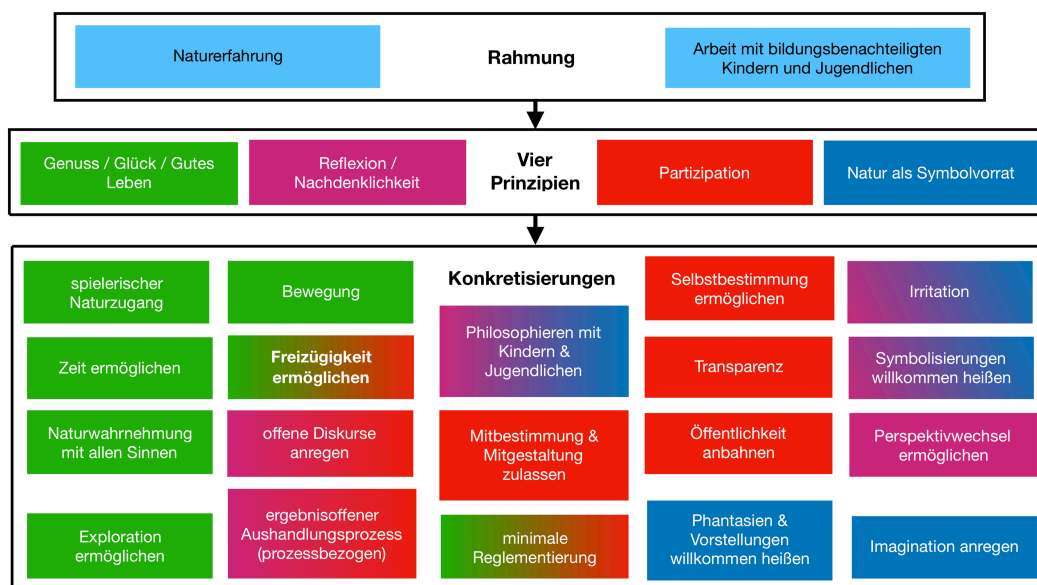 Naturerfahrung
Rahmung
Arbeit mit bildungsbenachteiligten
Kindern und Jugendlichen
Genuss / Glück / Gutes
Leben
Reflexion /
Nachdenklichkeit
Vier
Prinzipien
Partizipation
Natur als Symbolvorrat
Konkretisierungen
spielerischer
Naturzugang
Bewegung
Philosophieren mit
Kindern &
Jugendlichen
Selbstbestimmung
ermöglichen
Irritation
Zeit ermöglichen
Freizügigkeit
ermöglichen
Transparenz
Symbolisierungen
willkommen heißen
Naturwahrnehmung
mit allen Sinnen
offene Diskurse
anregen
Mitbestimmung &
Mitgestaltung
zulassen
Öffentlichkeit
anbahnen
Perspektivwechsel
ermöglichen
Exploration
ermöglichen
ergebnisoffener
Aushandlungsprozess
(prozessbezogen)
minimale
Reglementierung
Phantasien &
Vorstellungen
willkommen heißen
Imagination anregen